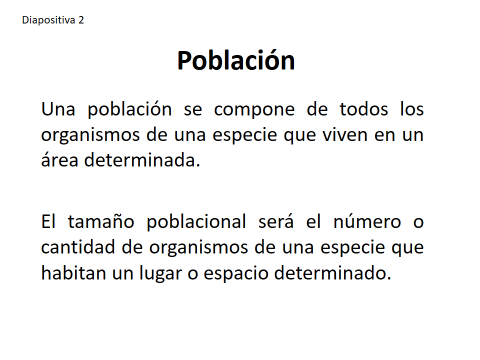 Diapositiva 2
Población
Una población se compone de todos los
organismos de una especie que viven en un
área determinada.
El tamaño poblacional será el número o
cantidad de organismos de una especie que
habitan un lugar o espacio determinado.